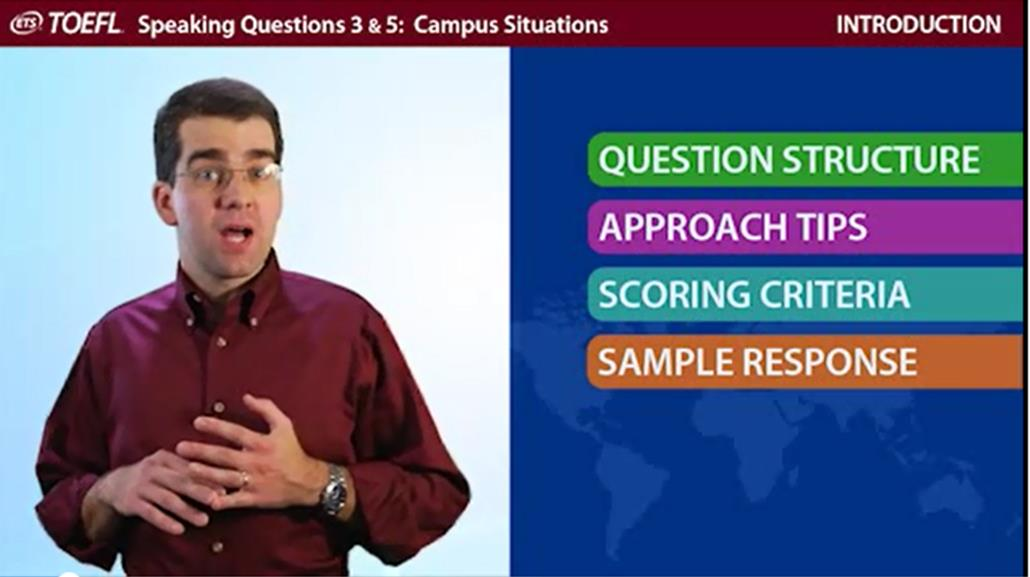 ETS TOEFL. Speaking Questions 3 & 5: Campus Situations INTRODUCTION
QUESTION STRUCTURE
APPROACH TIPS
SCORING CRITERIA
SAMPLE RESPONSE